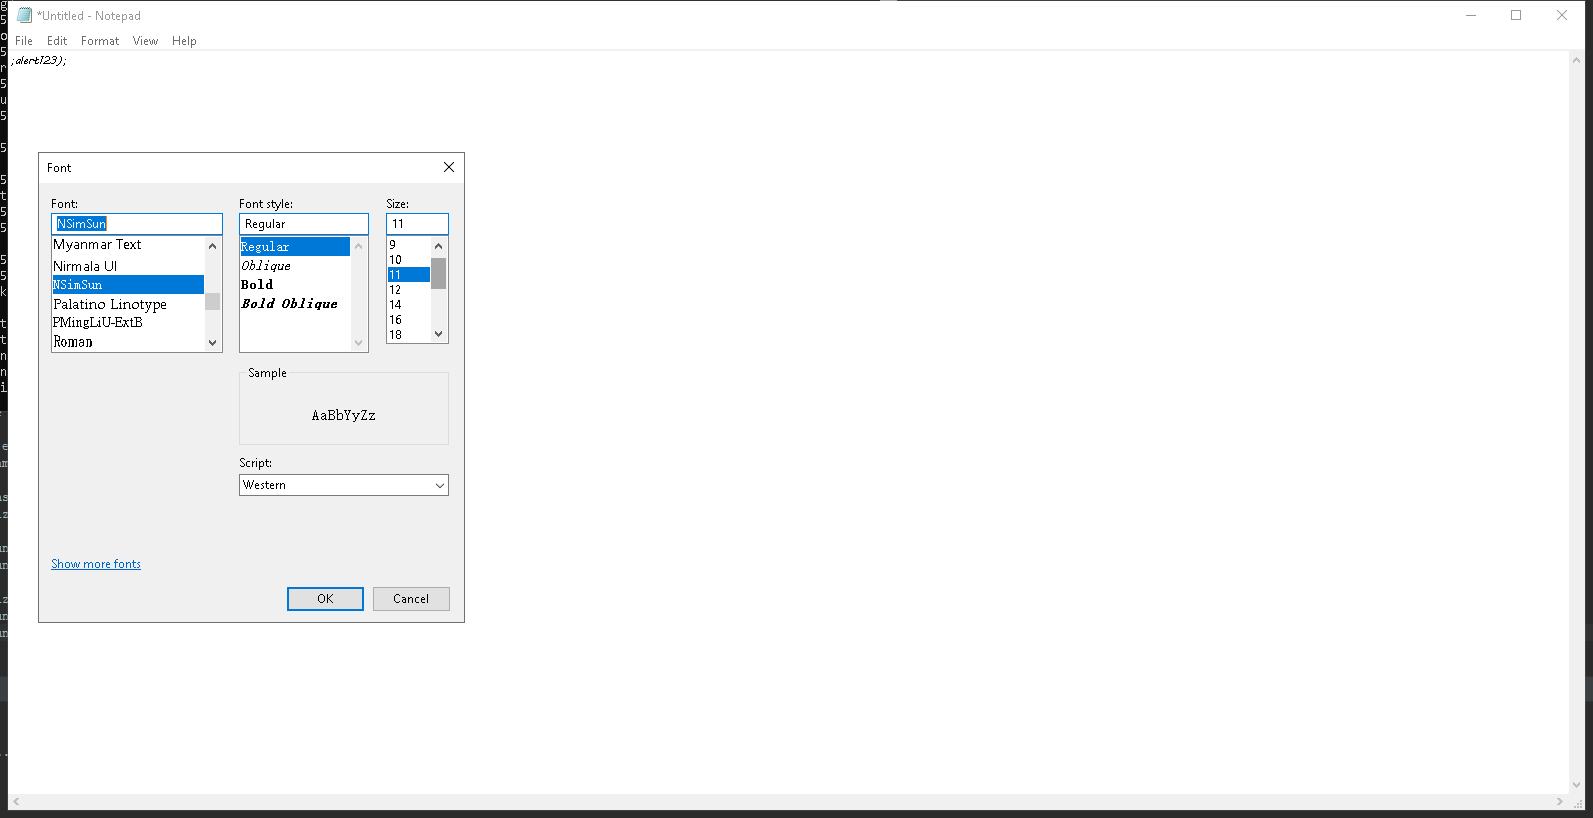 *Untitled - Notepad
File Edit Format View Help
;alert123);
Font
Font: Font style: Size:
NSimSun Regular 11
Myanmar Text
Nirmala UI
NSimSun
Palatino Linotype
PMingLiU-ExtB
Roman
Regular
Oblique
Bold
Bold Oblique
9
10
11
12
14
16
18
Sample
AaBbYyZz
Script:
Western
Show more fonts
OK Cancel